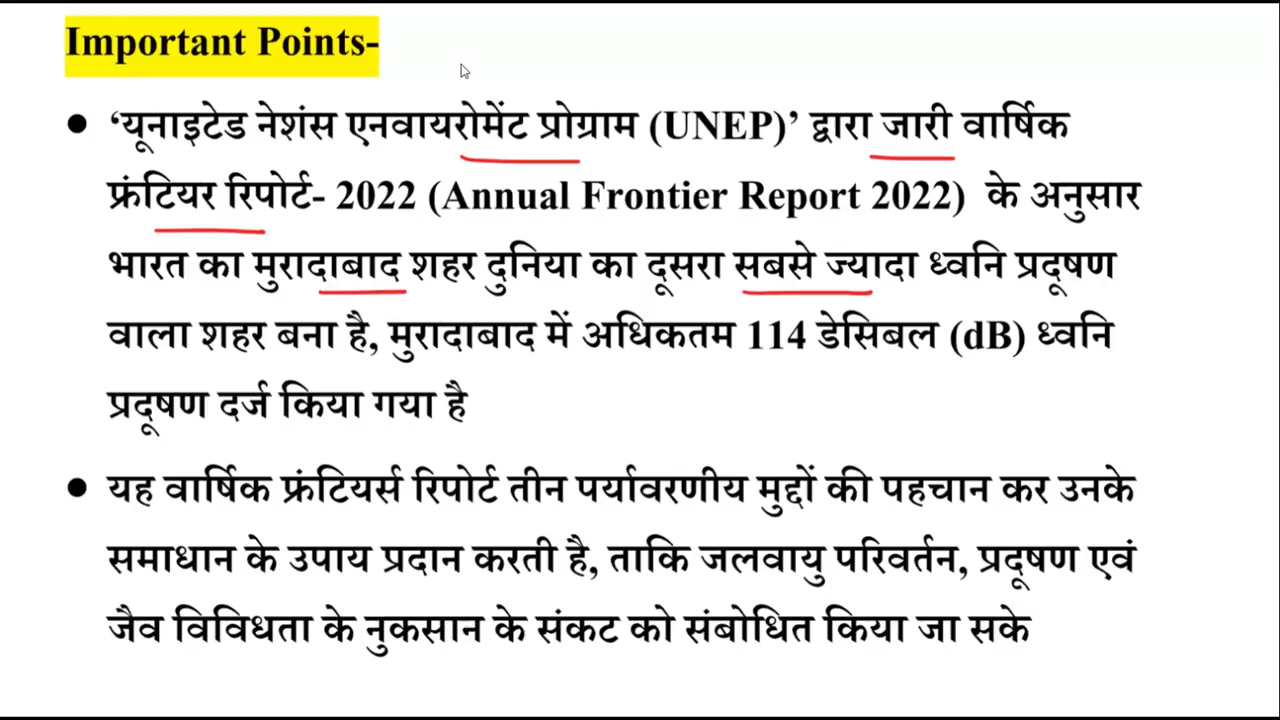 Important Points-
● ‘यूनाइटेड नेशंस एनवायरोमेंट प्रोग्राम (UNEP)’ द्वारा जारी वार्षिक
फ्रंटियर रिपोर्ट- 2022 (Annual Frontier Report 2022) के अनुसार
भारत का मुरादाबाद शहर दुनिया का दूसरा सबसे ज्यादा ध्वनि प्रदूषण
वाला शहर बना है, मुरादाबाद में अधिकतम 114 डेसिबल (dB) ध्वनि
प्रदूषण दर्ज किया गया है
● यह वार्षिक फ्रंटियर्स रिपोर्ट तीन पर्यावरणीय मुद्दों की पहचान कर उनके
समाधान के उपाय प्रदान करती है, ताकि जलवायु परिवर्तन, प्रदूषण एवं
जैव विविधता के नुकसान के संकट को संबोधित किया जा सके